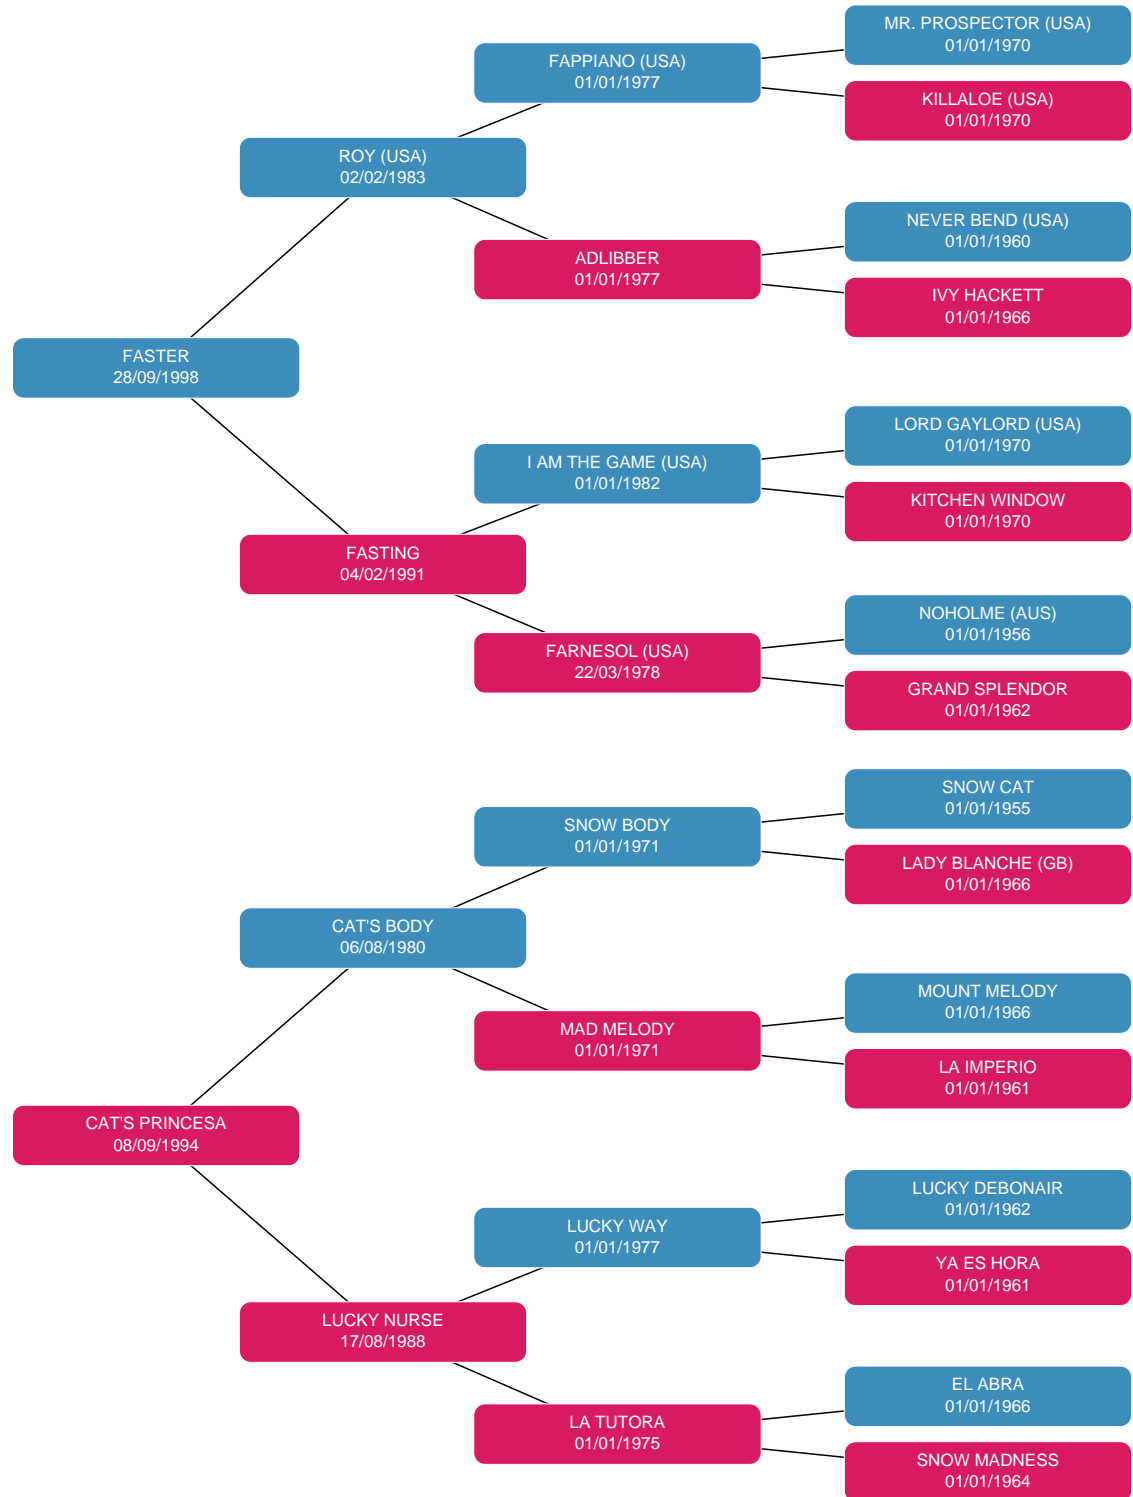 MR. PROSPECTOR (USA)
01/01/1970
FAPPIANO (USA)
01/01/1977
KILLALOE (USA)
01/01/1970
ROY (USA)
02/02/1983
NEVER BEND (USA)
01/01/1960
ADLIBBER
01/01/1977
IVY HACKETT
01/01/1966
FASTER
28/09/1998
LORD GAYLORD (USA)
01/01/1970
I AM THE GAME (USA)
01/01/1982
KITCHEN WINDOW
01/01/1970
FASTING
04/02/1991
NOHOLME (AUS)
01/01/1956
FARNESOL (USA)
22/03/1978
GRAND SPLENDOR
01/01/1962
SNOW CAT
01/01/1955
SNOW BODY
01/01/1971
LADY BLANCHE (GB)
01/01/1966
CAT'S BODY
06/08/1980
MOUNT MELODY
01/01/1966
MAD MELODY
01/01/1971
LA IMPERIO
01/01/1961
CAT'S PRINCESA
08/09/1994
LUCKY DEBONAIR
01/01/1962
LUCKY WAY
01/01/1977
YA ES HORA
01/01/1961
LUCKY NURSE
17/08/1988
EL ABRA
01/01/1966
LA TUTORA
01/01/1975
SNOW MADNESS
01/01/1964